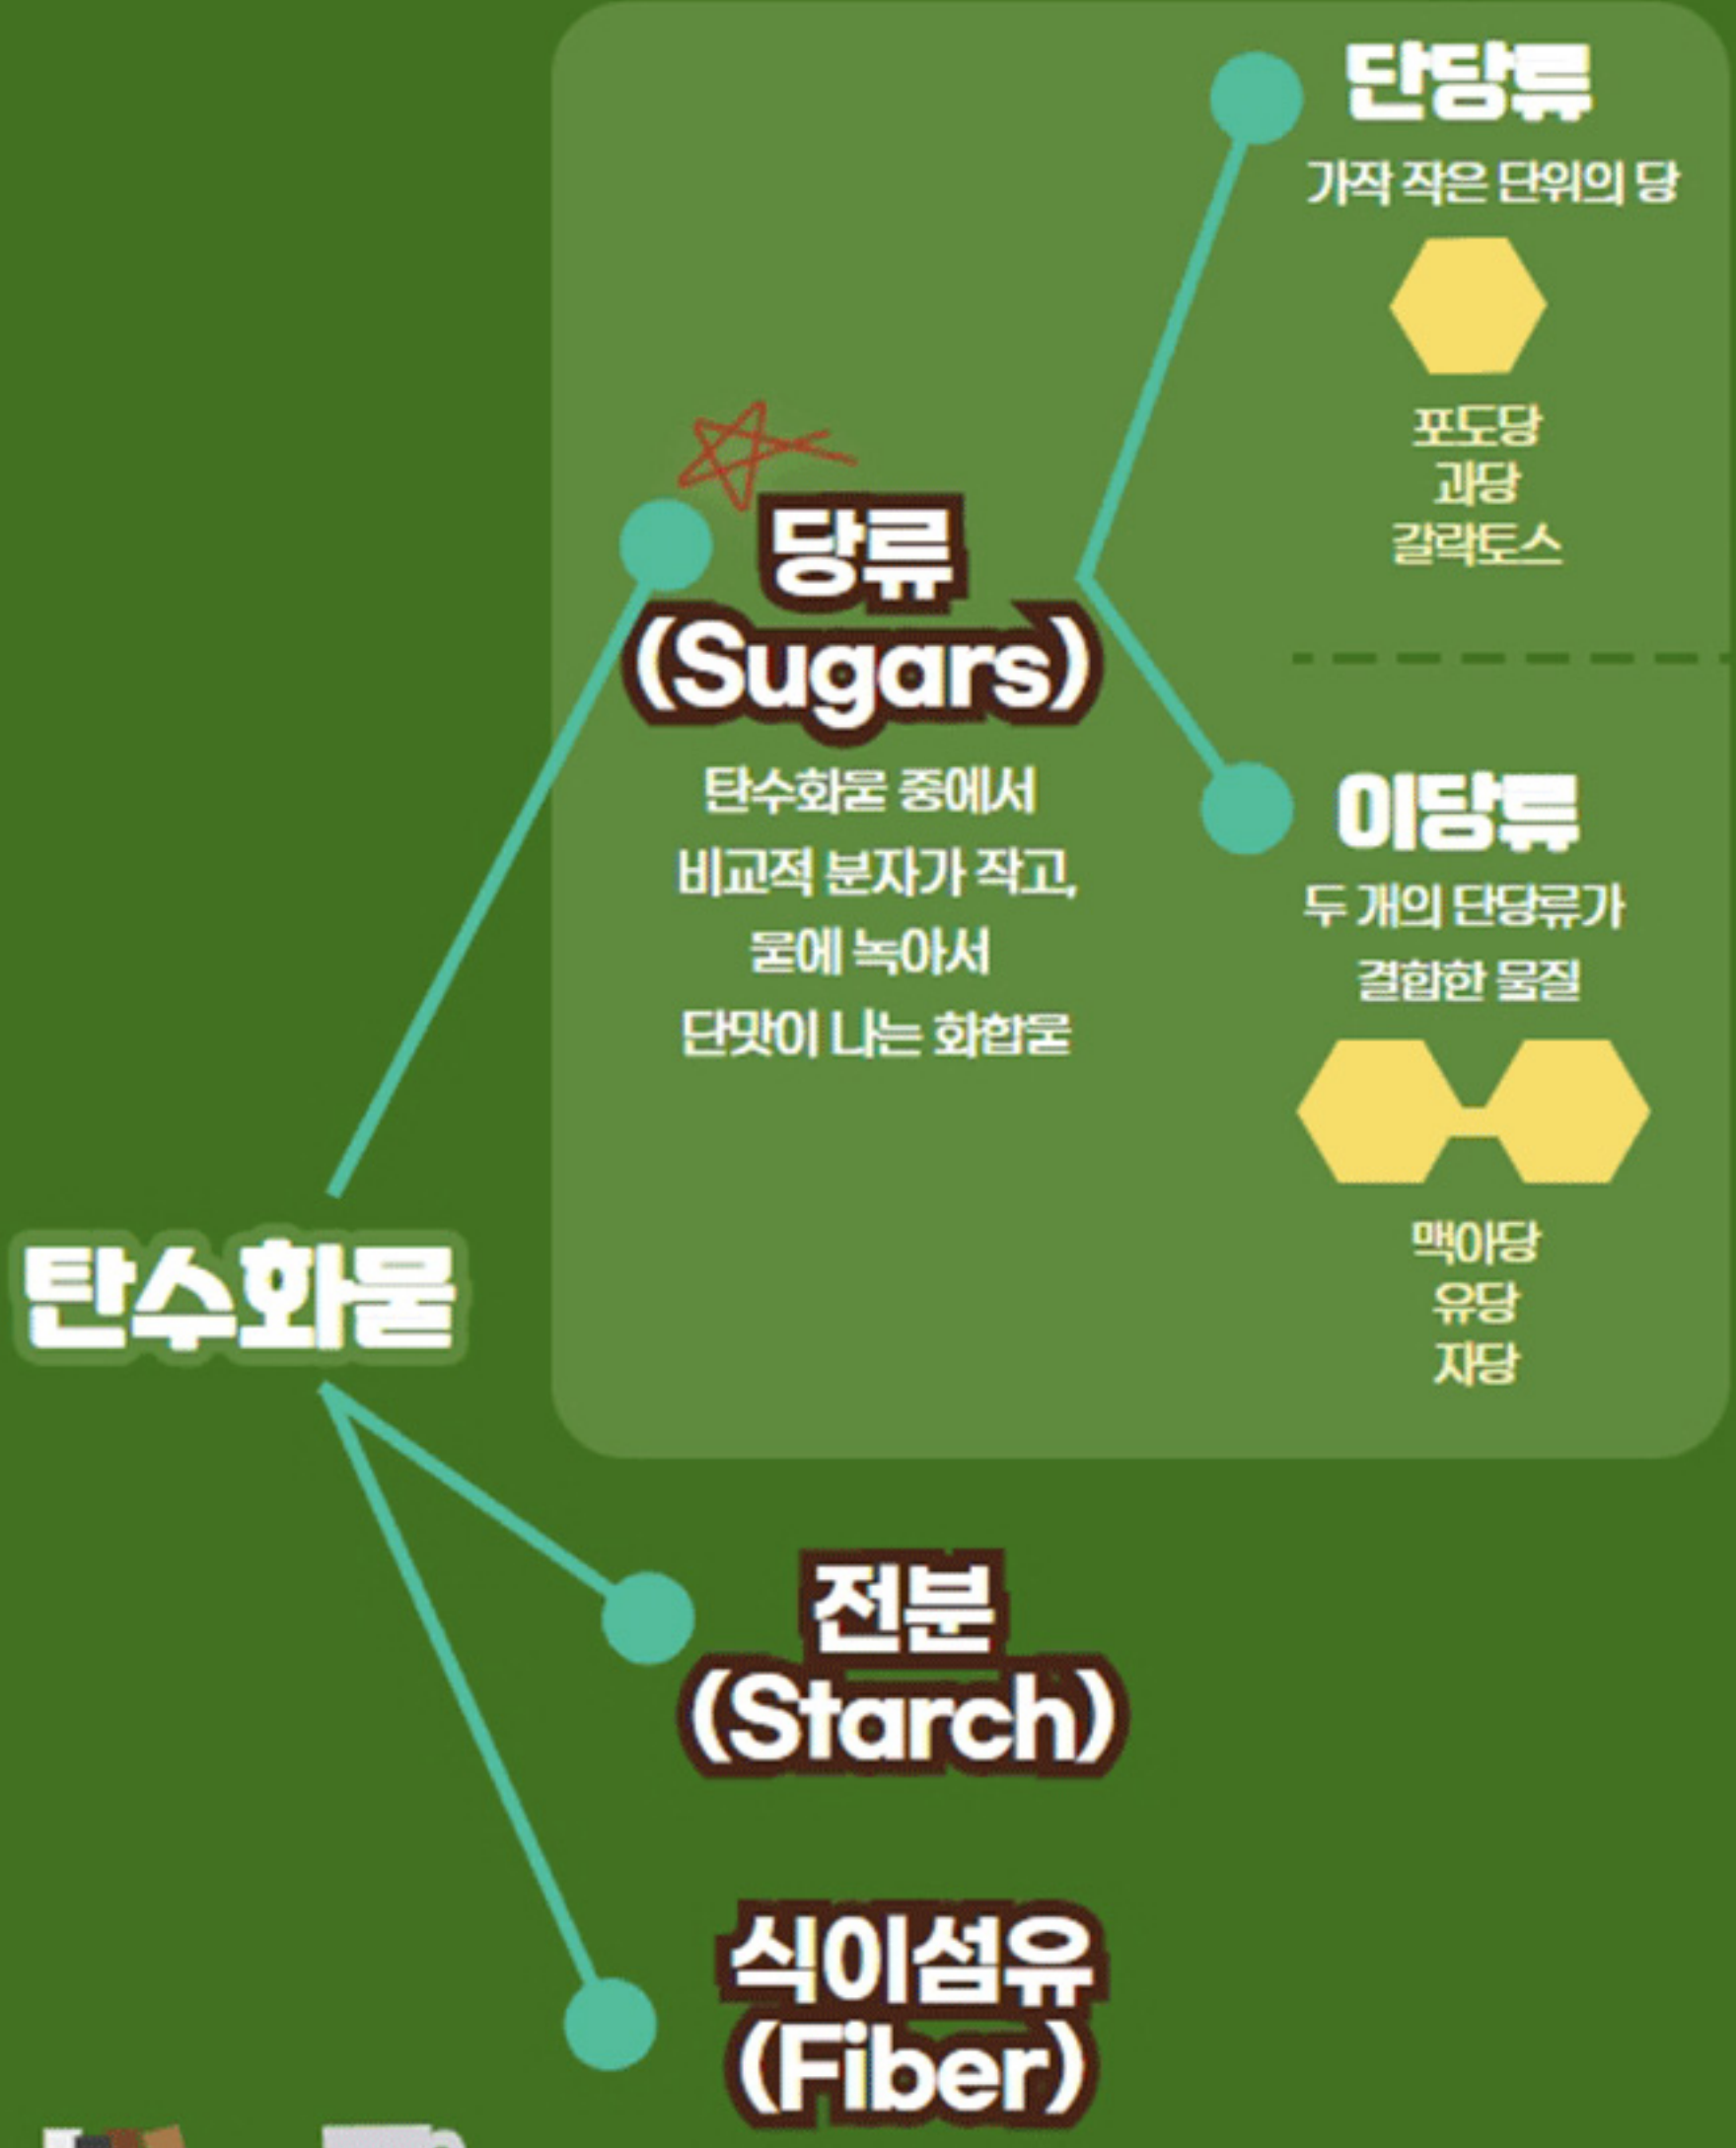 단당류
가작 작은 단위의 당
포도당
과당
갈락토스
당류
(Sugars)
탄수화물 중에서
비교적 분자가 작고,
물에 녹아서
단맛이 나는 화합물
이당류
두 개의 단당류가
결합한 물질
맥아당
유당
자당
탄수화물
전분
(Starch)
식이섬유
(Fiber)